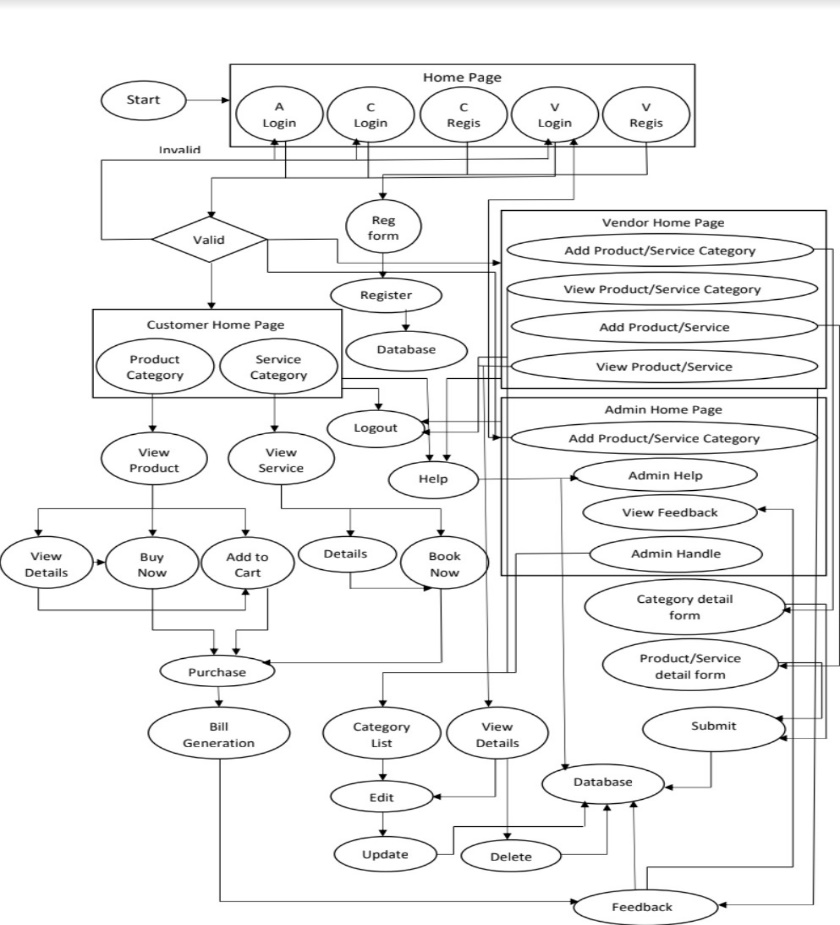 Home Page
Start
A
Login
C
Login
C
Regis
V
Login
V
Regis
Invalid
Valid
Reg
form
Register
Database
Vendor Home Page
Add Product/Service Category
View Product/Service Category
Add Product/Service
View Product/Service
Customer Home Page
Product
Category
Service
Category
Logout
Admin Home Page
Add Product/Service Category
Admin Help
View Feedback
Admin Handle
View
Product
View
Service
Help
View
Details
Buy
Now
Add to
Cart
Details
Book
Now
Category detail
form
Product/Service
detail form
Purchase
Bill
Generation
Category
List
View
Details
Submit
Database
Edit
Update
Delete
Feedback